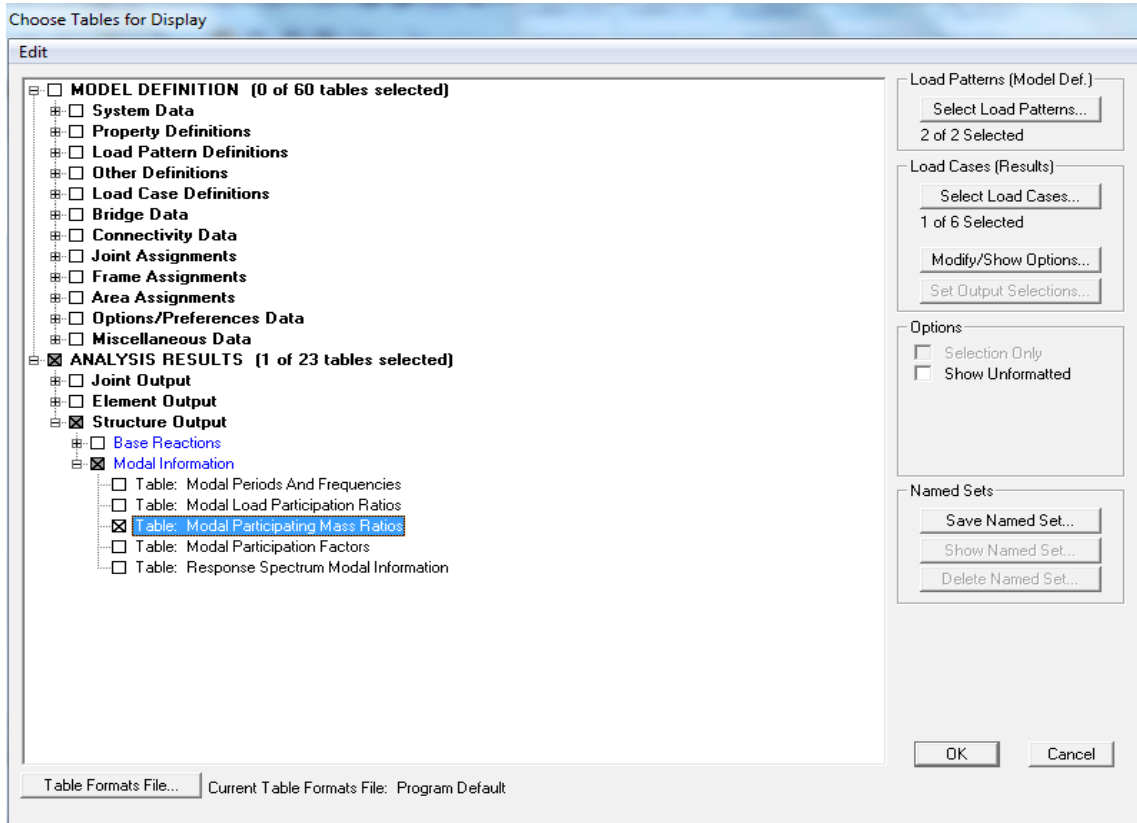 Choose Tables for Display
Edit
MODEL DEFINITION (0 of 60 tables selected)
System Data
Property Definitions
Load Pattern Definitions
Other Definitions
Load Case Definitions
Bridge Data
Connectivity Data
Joint Assignments
Frame Assignments
Area Assignments
Options/Preferences Data
Miscellaneous Data
ANALYSIS RESULTS (1 of 23 tables selected)
Joint Output
Element Output
Structure Output
Base Reactions
Modal Information
Table: Modal Periods And Frequencies
Table: Modal Load Participation Ratios
Table: Modal Participating Mass Ratios
Table: Modal Participation Factors
Table: Response Spectrum Modal Information
Load Patterns (Model Def.)
Select Load Patterns...
2 of 2 Selected
Load Cases (Results)
Select Load Cases...
1 of 6 Selected
Modify/Show Options...
Set Output Selections...
Options
Selection Only
Show Unformatted
Named Sets
Save Named Set...
Show Named Set...
Delete Named Set...
OK Cancel
Table Formats File... Current Table Formats File: Program Default